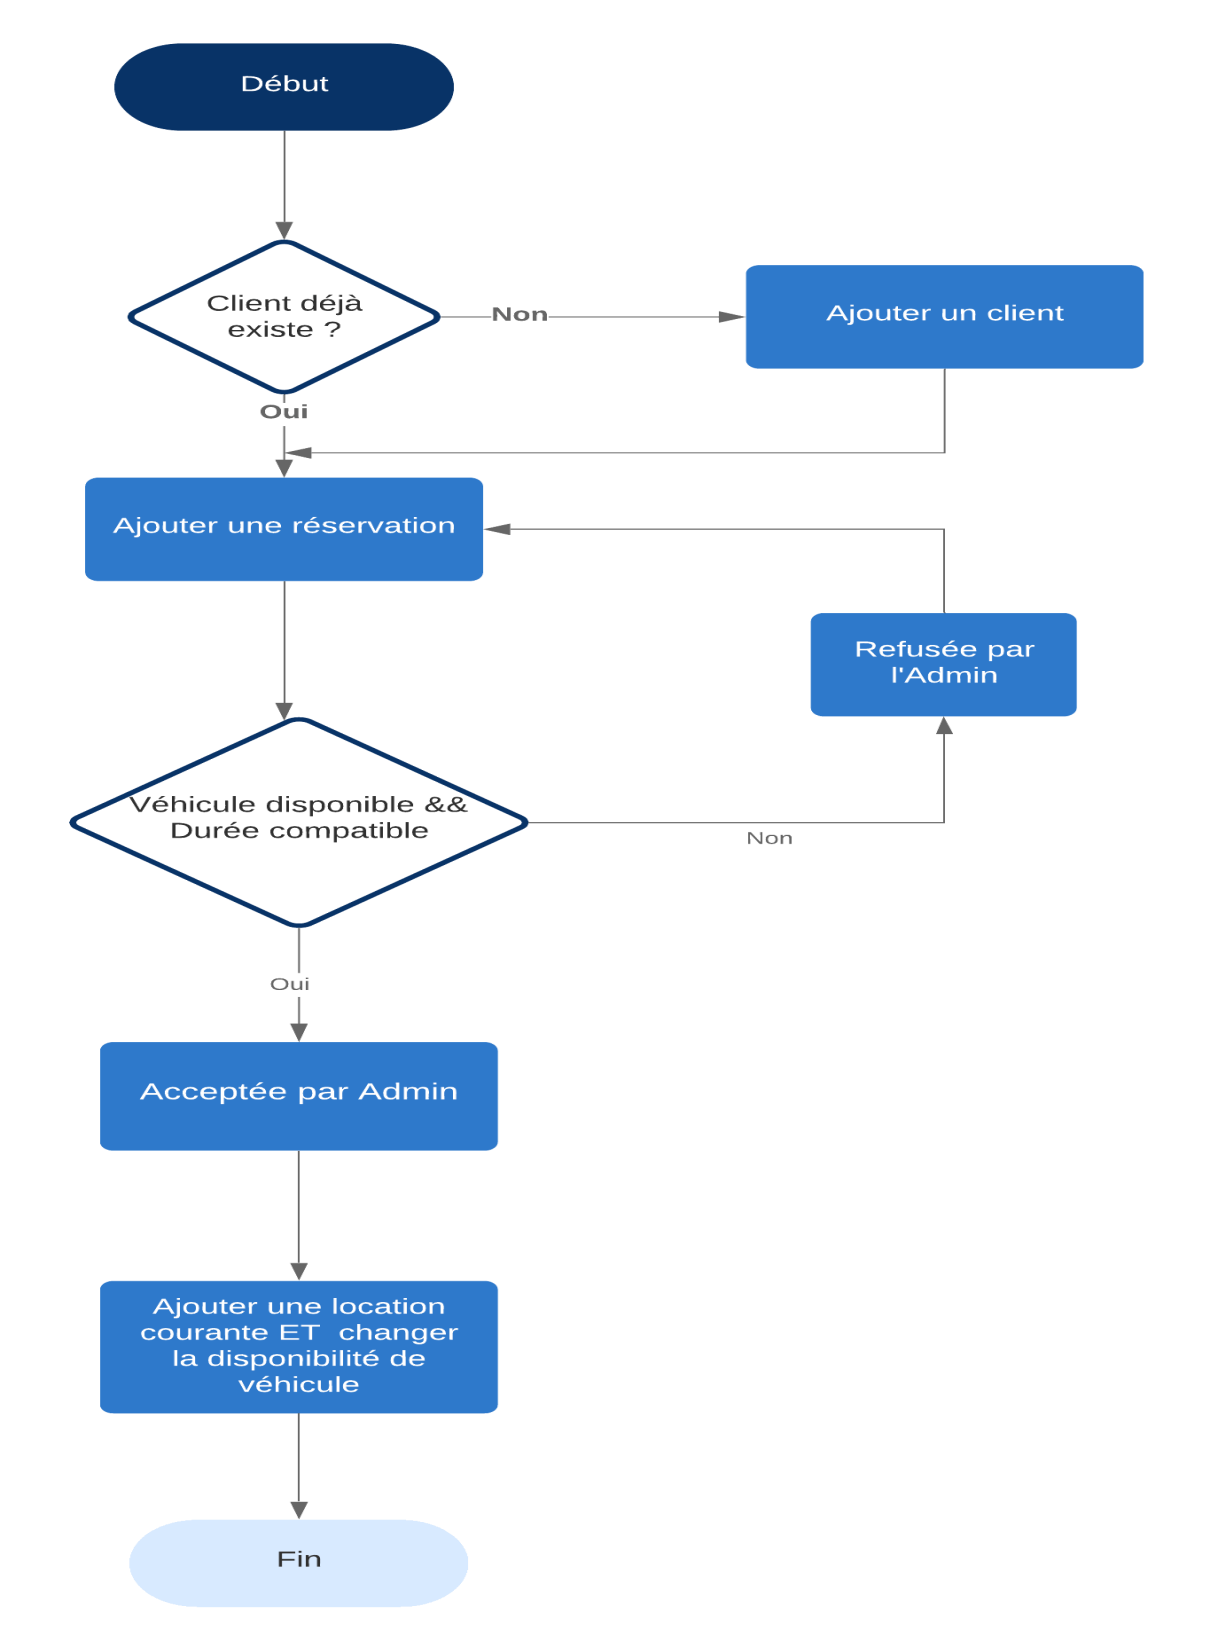 Début
Client déjà
existe ?
Non
Ajouter un client
Oui
Ajouter une réservation
Refusée par
l'Admin
Véhicule disponible &&
Durée compatible
Non
Oui
Acceptée par Admin
Ajouter une location
courante ET  changer
la disponibilité de
véhicule
Fin